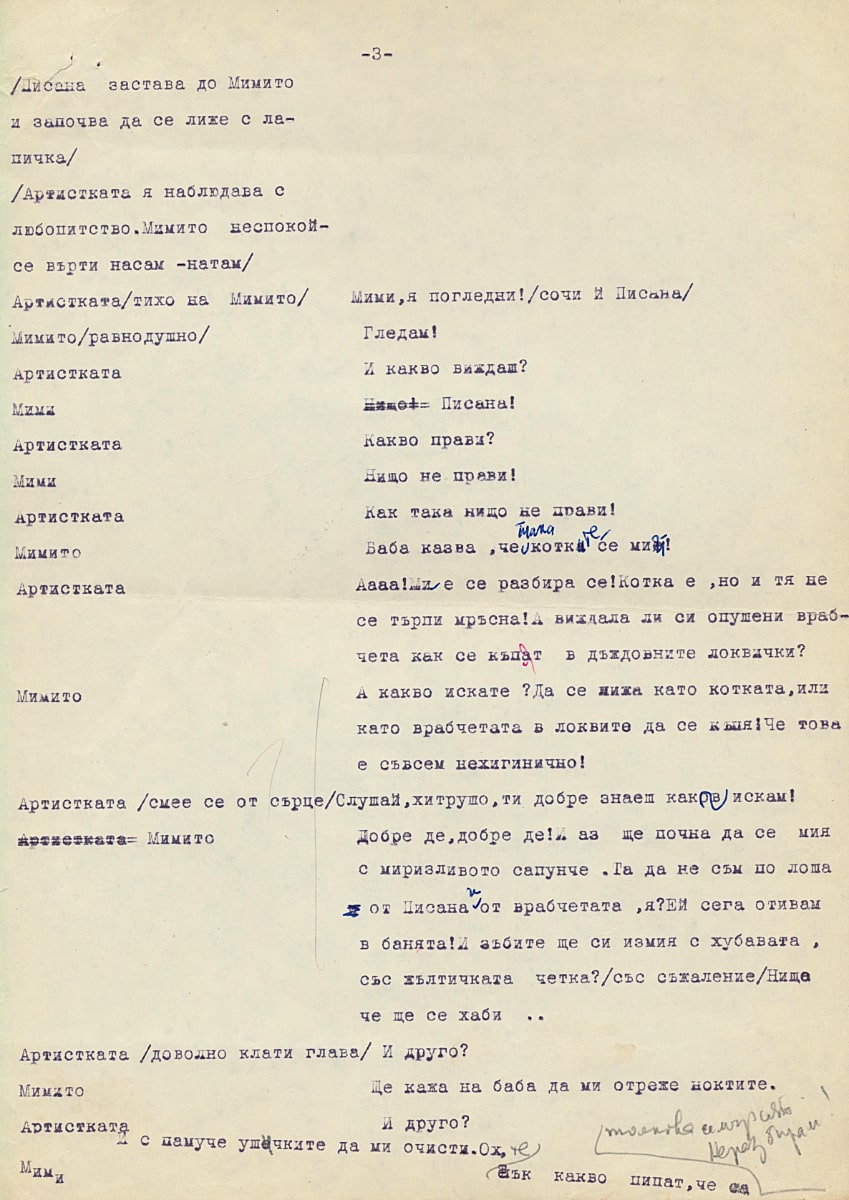 -3-
/Писана застава до Мимито
и започва да се лиже с ла-
пичка/
/Артистката я наблюдава с
любопитство.Мимито неспокой-
се върти насам -натам/
Артистката/тихо на Мимито/ Мими,я погледни!/сочи ѝ Писана/
Мимито/равнодушно/ Гледам!
Артистката И какво виждаш?
Мими Нищо!= Писана!
Артистката Какво прави?
Мими Нищо не прави!
Артистката Как така нищо не прави!
Мимито Баба казва ,че така котките се мият!
Артистката Аааа!Ми е се разбира се!Котка е ,но и тя не
се търпи мръсна!А виждала ли си опушени враб-
чета как се къпят в дъждовните локвички?
Мимито А какво искате ?Да се лижа като котката,или
като врабчетата в локвите да се къпя!Че това
е съвсем нехигинично!
Артистката /смее се от сърце/Слушай,хитрушо,ти добре знаеш какво искам!
Артистката= Мимито Добре де,добре де!И аз ще почна да се мия
с миризливото сапунче .Та да не съм по лоша
от Писана и от врабчетата ,я?ЕЙ сега отивам
в банята!И зъбите ще си измия с хубавата ,
със жълтичката четка?/със съжаление/Нища
че ще се хаби ..
Артистката /доволно клати глава/ И друго?
Мимито Ще кажа на баба да ми отреже ноктите.
Артистката И друго?
И с памуче ушичките да ми очисти.Ох, че
Мими пък какво пипат,че са